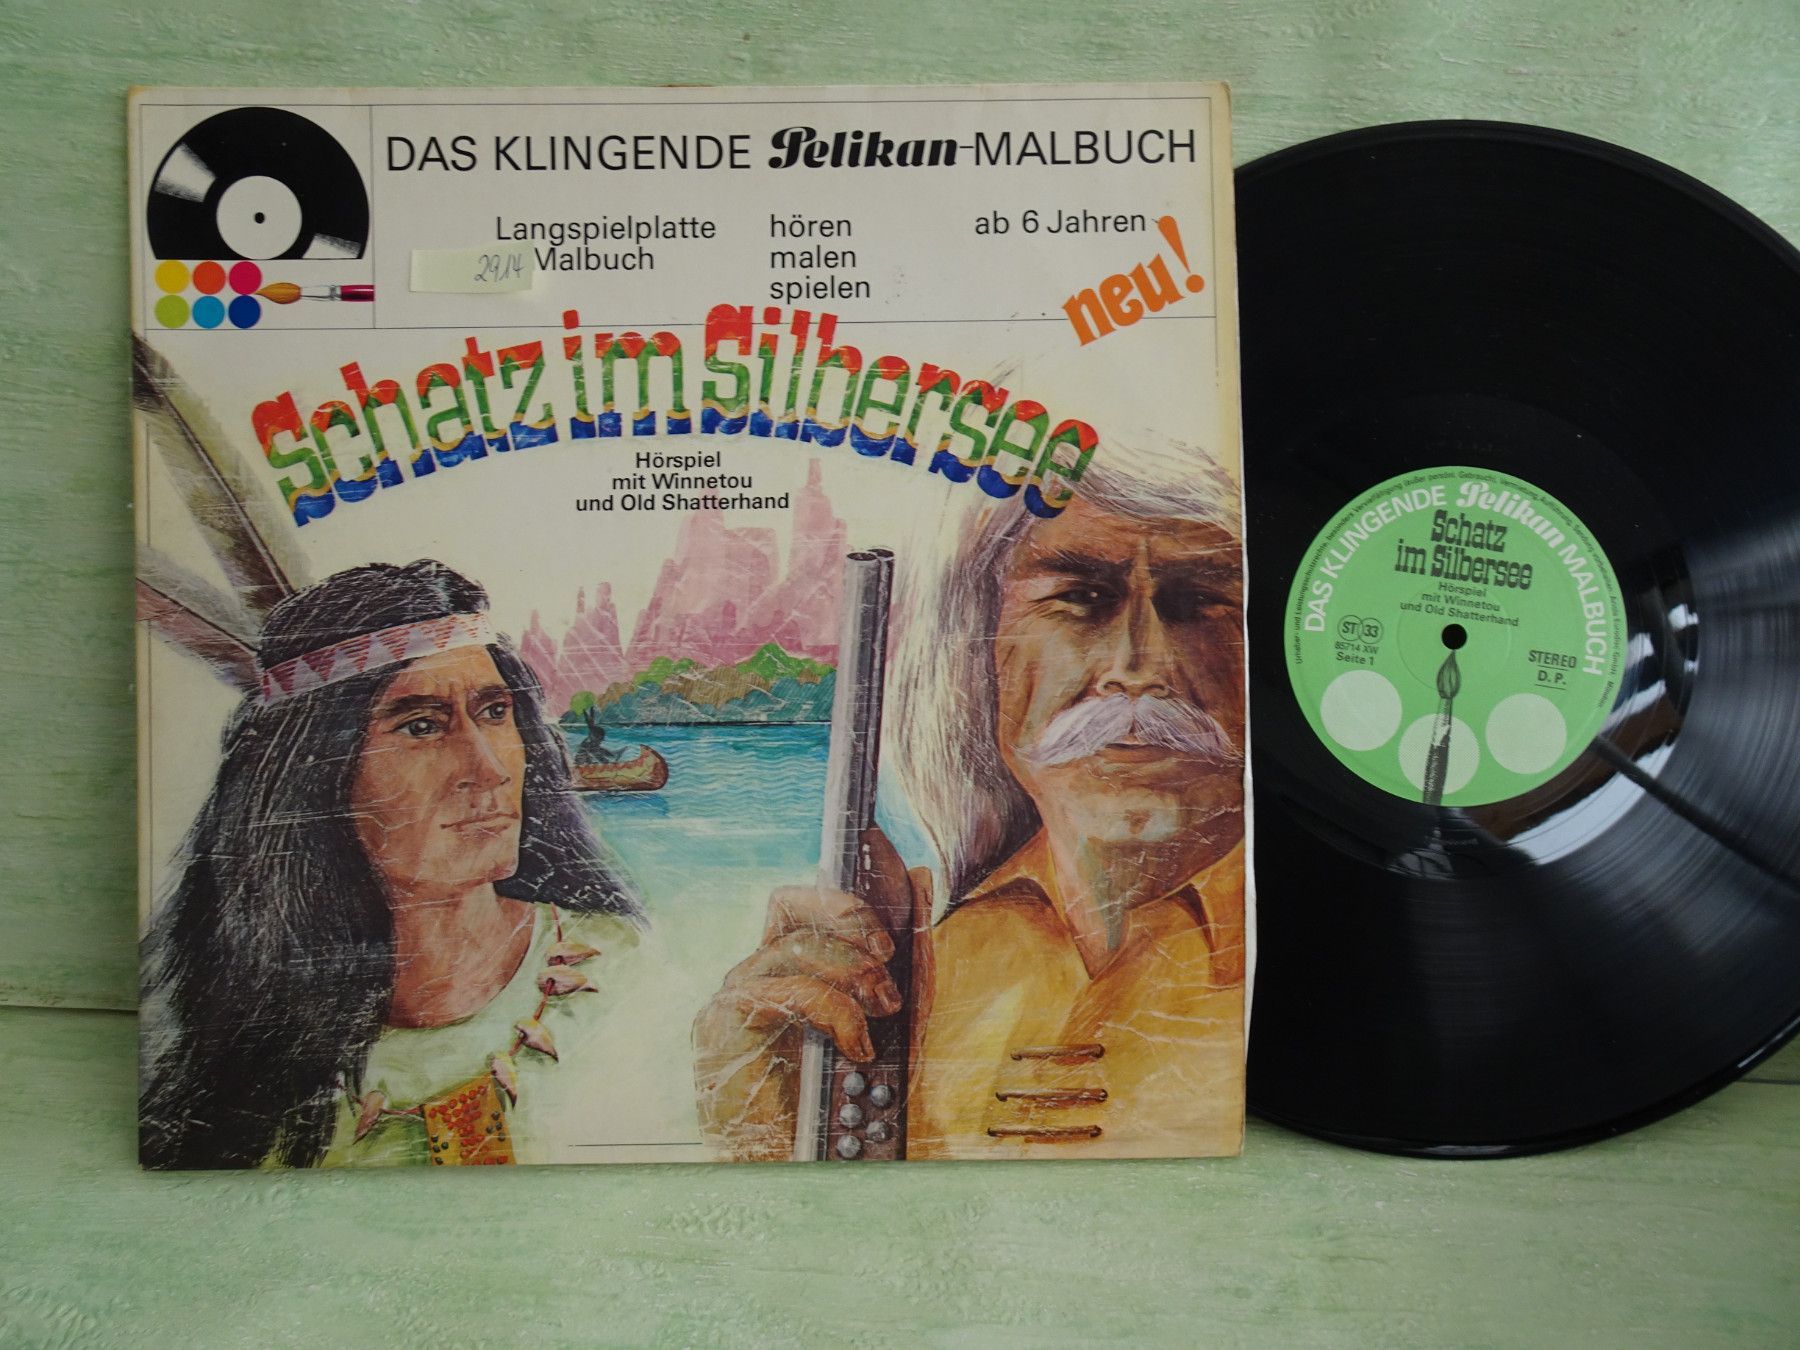 DAS KLINGENDE Pelikan-MALBUCH
Langspielplatte
Malbuch
hören
malen
spielen
ab 6 Jahren
neu!
2914
Schatz im Silbersee
Hörspiel
mit Winnetou
und Old Shatterhand
DAS KLINGENDE Pelikan MALBUCH
Schatz
im Silbersee
Hörspiel
mit Winnetou
und Old Shatterhand
ST 33
85714 XW
Seite 1
STEREO
D. P.